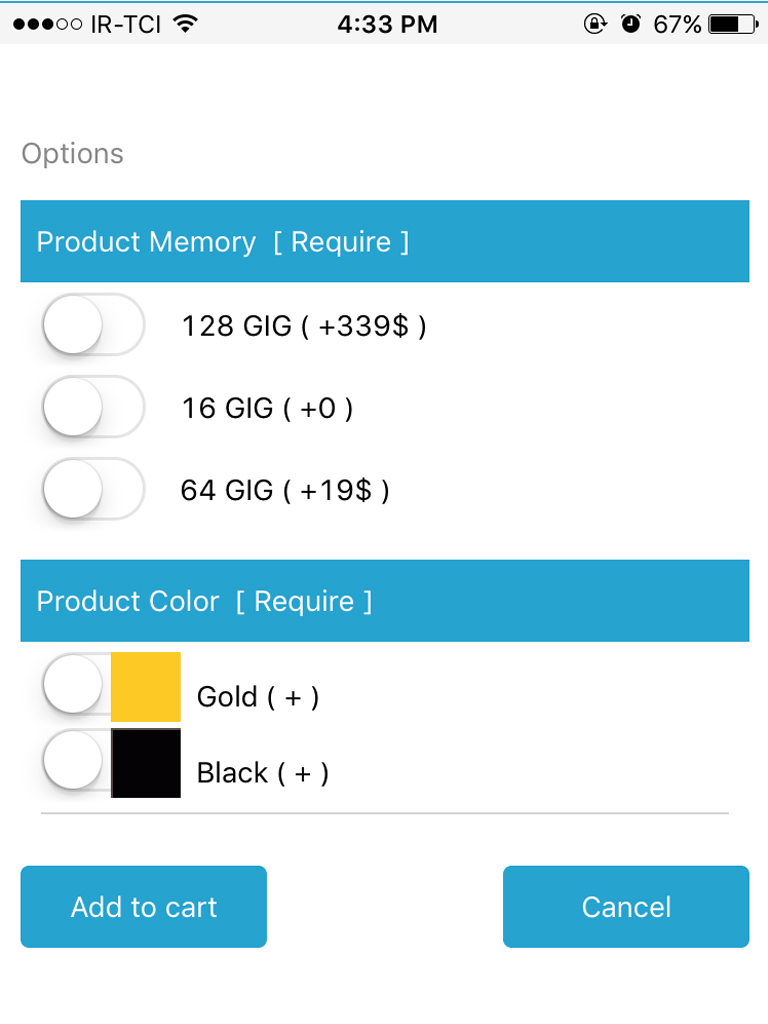 IR-TCI 4:33 PM 67%
Options
Product Memory [ Require ]
128 GIG ( +339$ )
16 GIG ( +0 )
64 GIG ( +19$ )
Product Color [ Require ]
Gold ( + )
Black ( + )
Add to cart Cancel